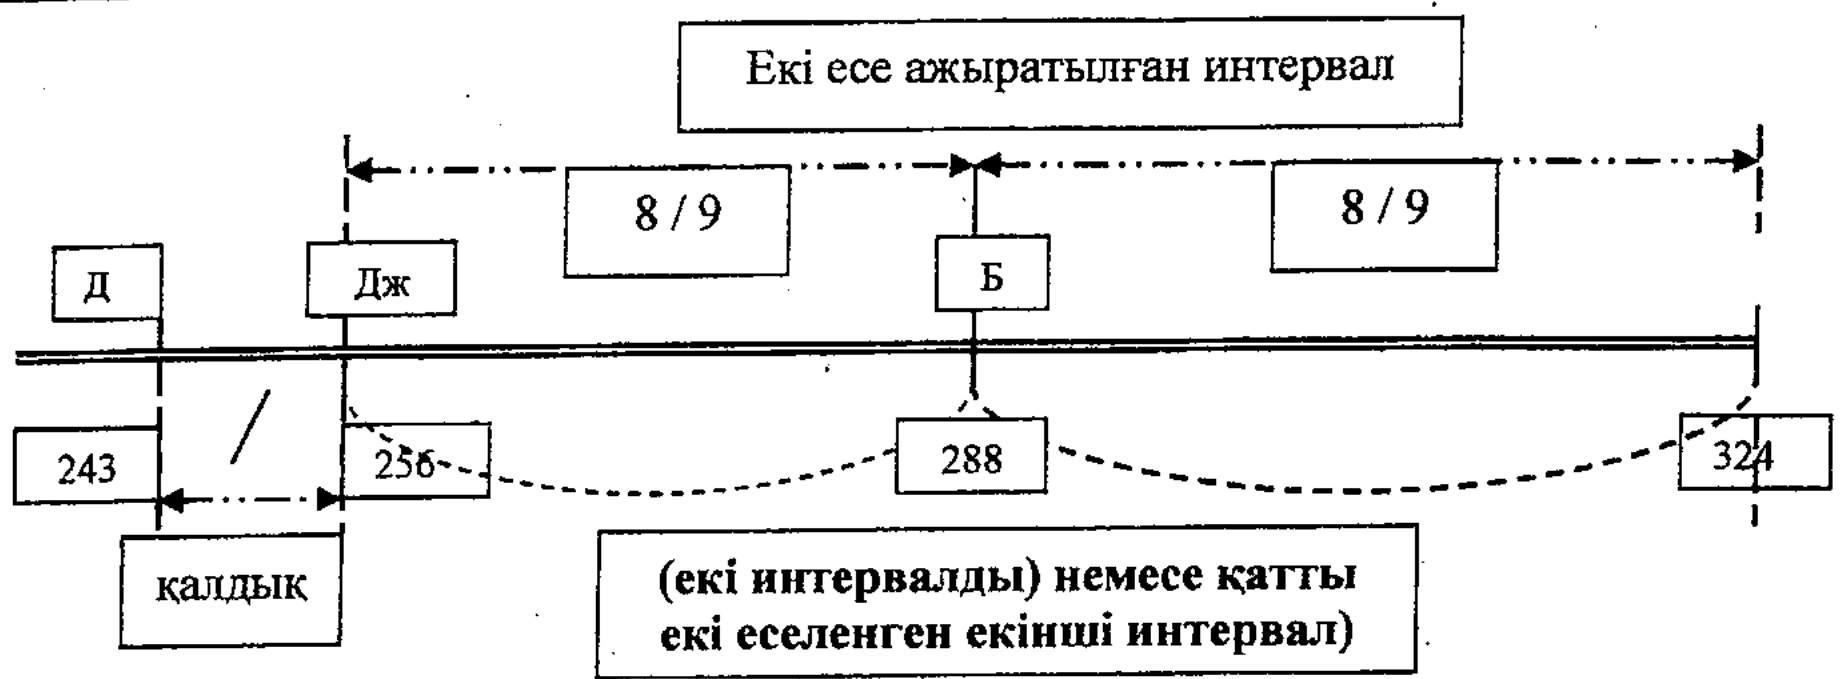 Екі есе ажыратылған интервал
8 / 9
8 / 9
Д
Дж
Б
243
/
256
288
324
қалдық
(екі интервалды) немесе қатты
екі еселенген екінші интервал)